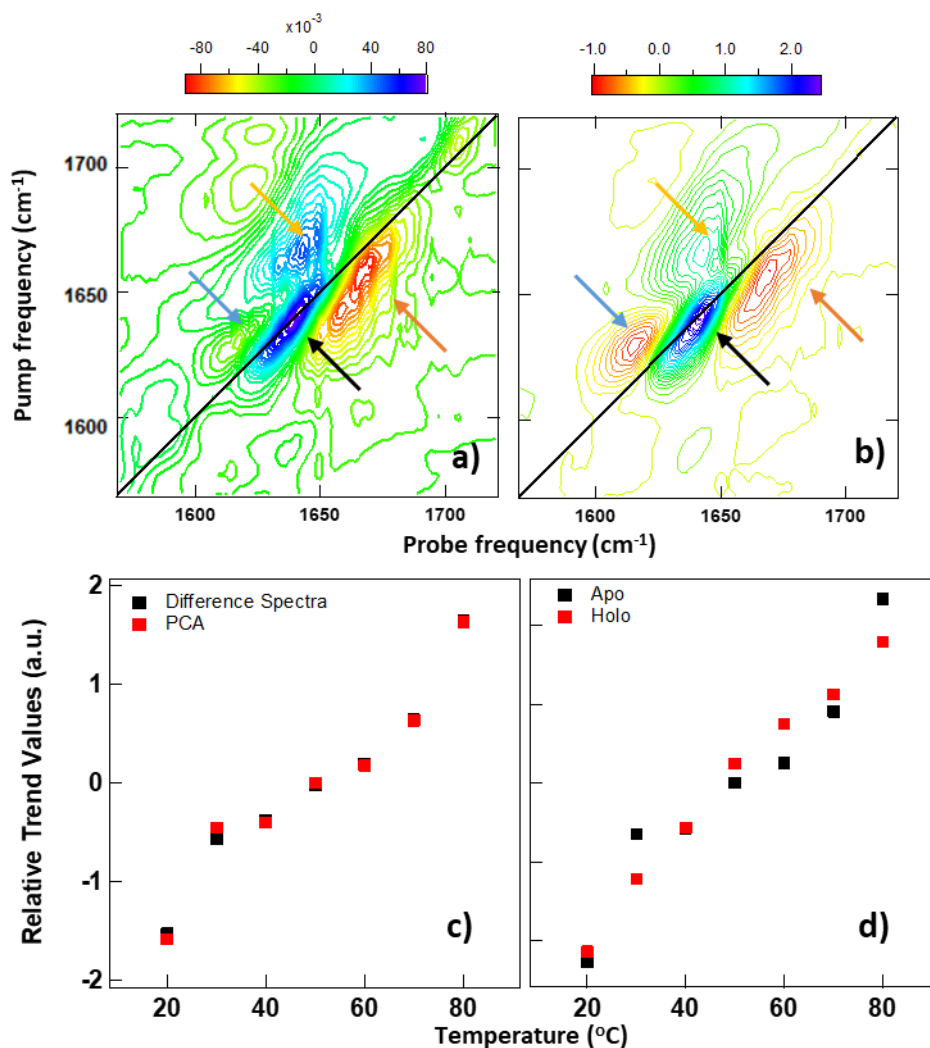 ×10⁻³
-80 -40 0 40 80
-1.0 0.0 1.0 2.0
Pump frequency (cm⁻¹)
1700
1650
1600
a)
b)
1600 1650 1700
1600 1650 1700
Probe frequency (cm⁻¹)
Relative Trend Values (a.u.)
2
1
0
-1
-2
Difference Spectra
PCA
c)
Apo
Holo
d)
20 40 60 80
20 40 60 80
Temperature (°C)